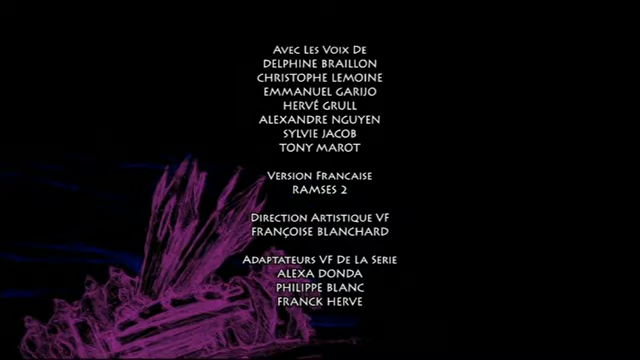 Avec Les Voix De
DELPHINE BRAILLON
CHRISTOPHE LEMOINE
EMMANUEL GARIJO
HERVÉ GRULL
ALEXANDRE NGUYEN
SYLVIE JACOB
TONY MAROT
Version Francaise
RAMSES 2
Direction Artistique VF
FRANÇOISE BLANCHARD
Adaptateurs VF De La Serie
ALEXA DONDA
PHILIPPE BLANC
FRANCK HERVE